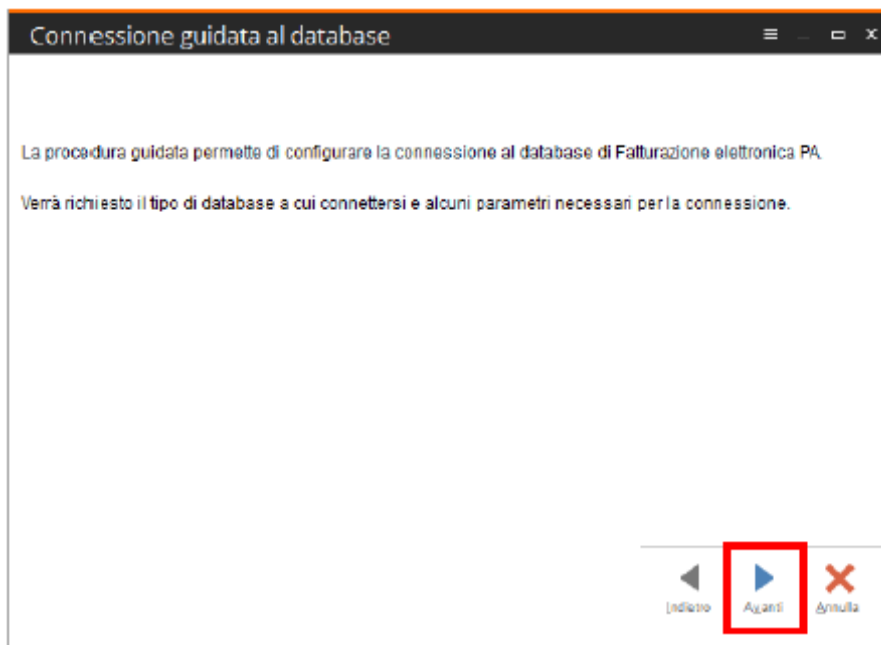 Connessione guidata al database
La procedura guidata permette di configurare la connessione al database di Fatturazione elettronica PA.
Verrà richiesto il tipo di database a cui connettersi e alcuni parametri necessari per la connessione.
Indietro Avanti Annulla